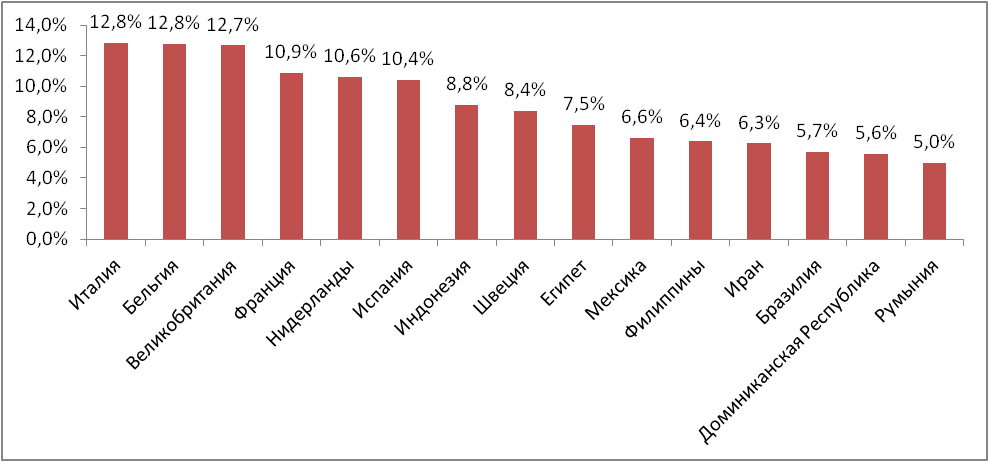 14,0%
12,0%
10,0%
8,0%
6,0%
4,0%
2,0%
0,0%
12,8% 12,8% 12,7% 10,9% 10,6% 10,4% 8,8% 8,4% 7,5% 6,6% 6,4% 6,3% 5,7% 5,6% 5,0%
Италия
Бельгия
Великобритания
Франция
Нидерланды
Испания
Индонезия
Швеция
Египет
Мексика
Филиппины
Иран
Бразилия
Доминиканская Республика
Румыния